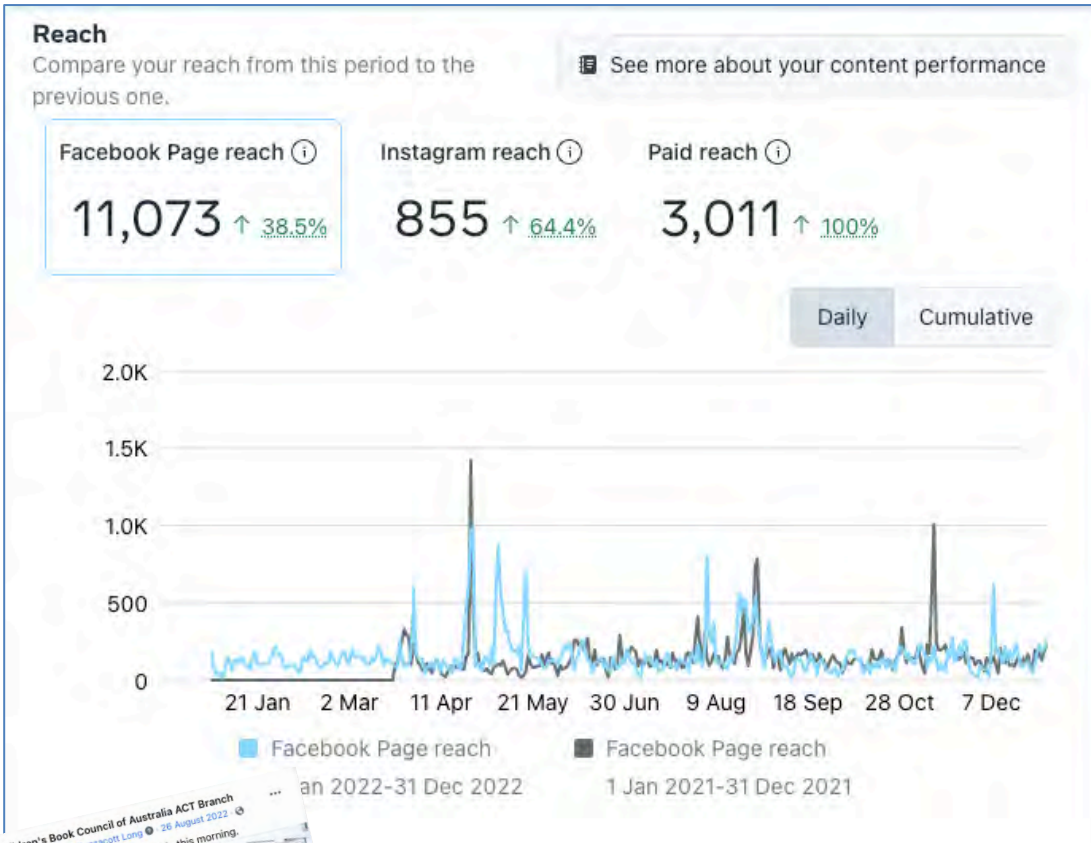 Reach
Compare your reach from this period to the
previous one.
See more about your content performance
Facebook Page reach
Instagram reach
Paid reach
11,073 ↑ 38.5%
855 ↑ 64.4%
3,011 ↑ 100%
Daily
Cumulative
2.0K
1.5K
1.0K
500
0
21 Jan
2 Mar
11 Apr
21 May
30 Jun
9 Aug
18 Sep
28 Oct
7 Dec
Facebook Page reach
Facebook Page reach
an 2022-31 Dec 2022
1 Jan 2021-31 Dec 2021
Book Council of Australia ACT Branch
Long · 26 August 2022 ·
this morning.